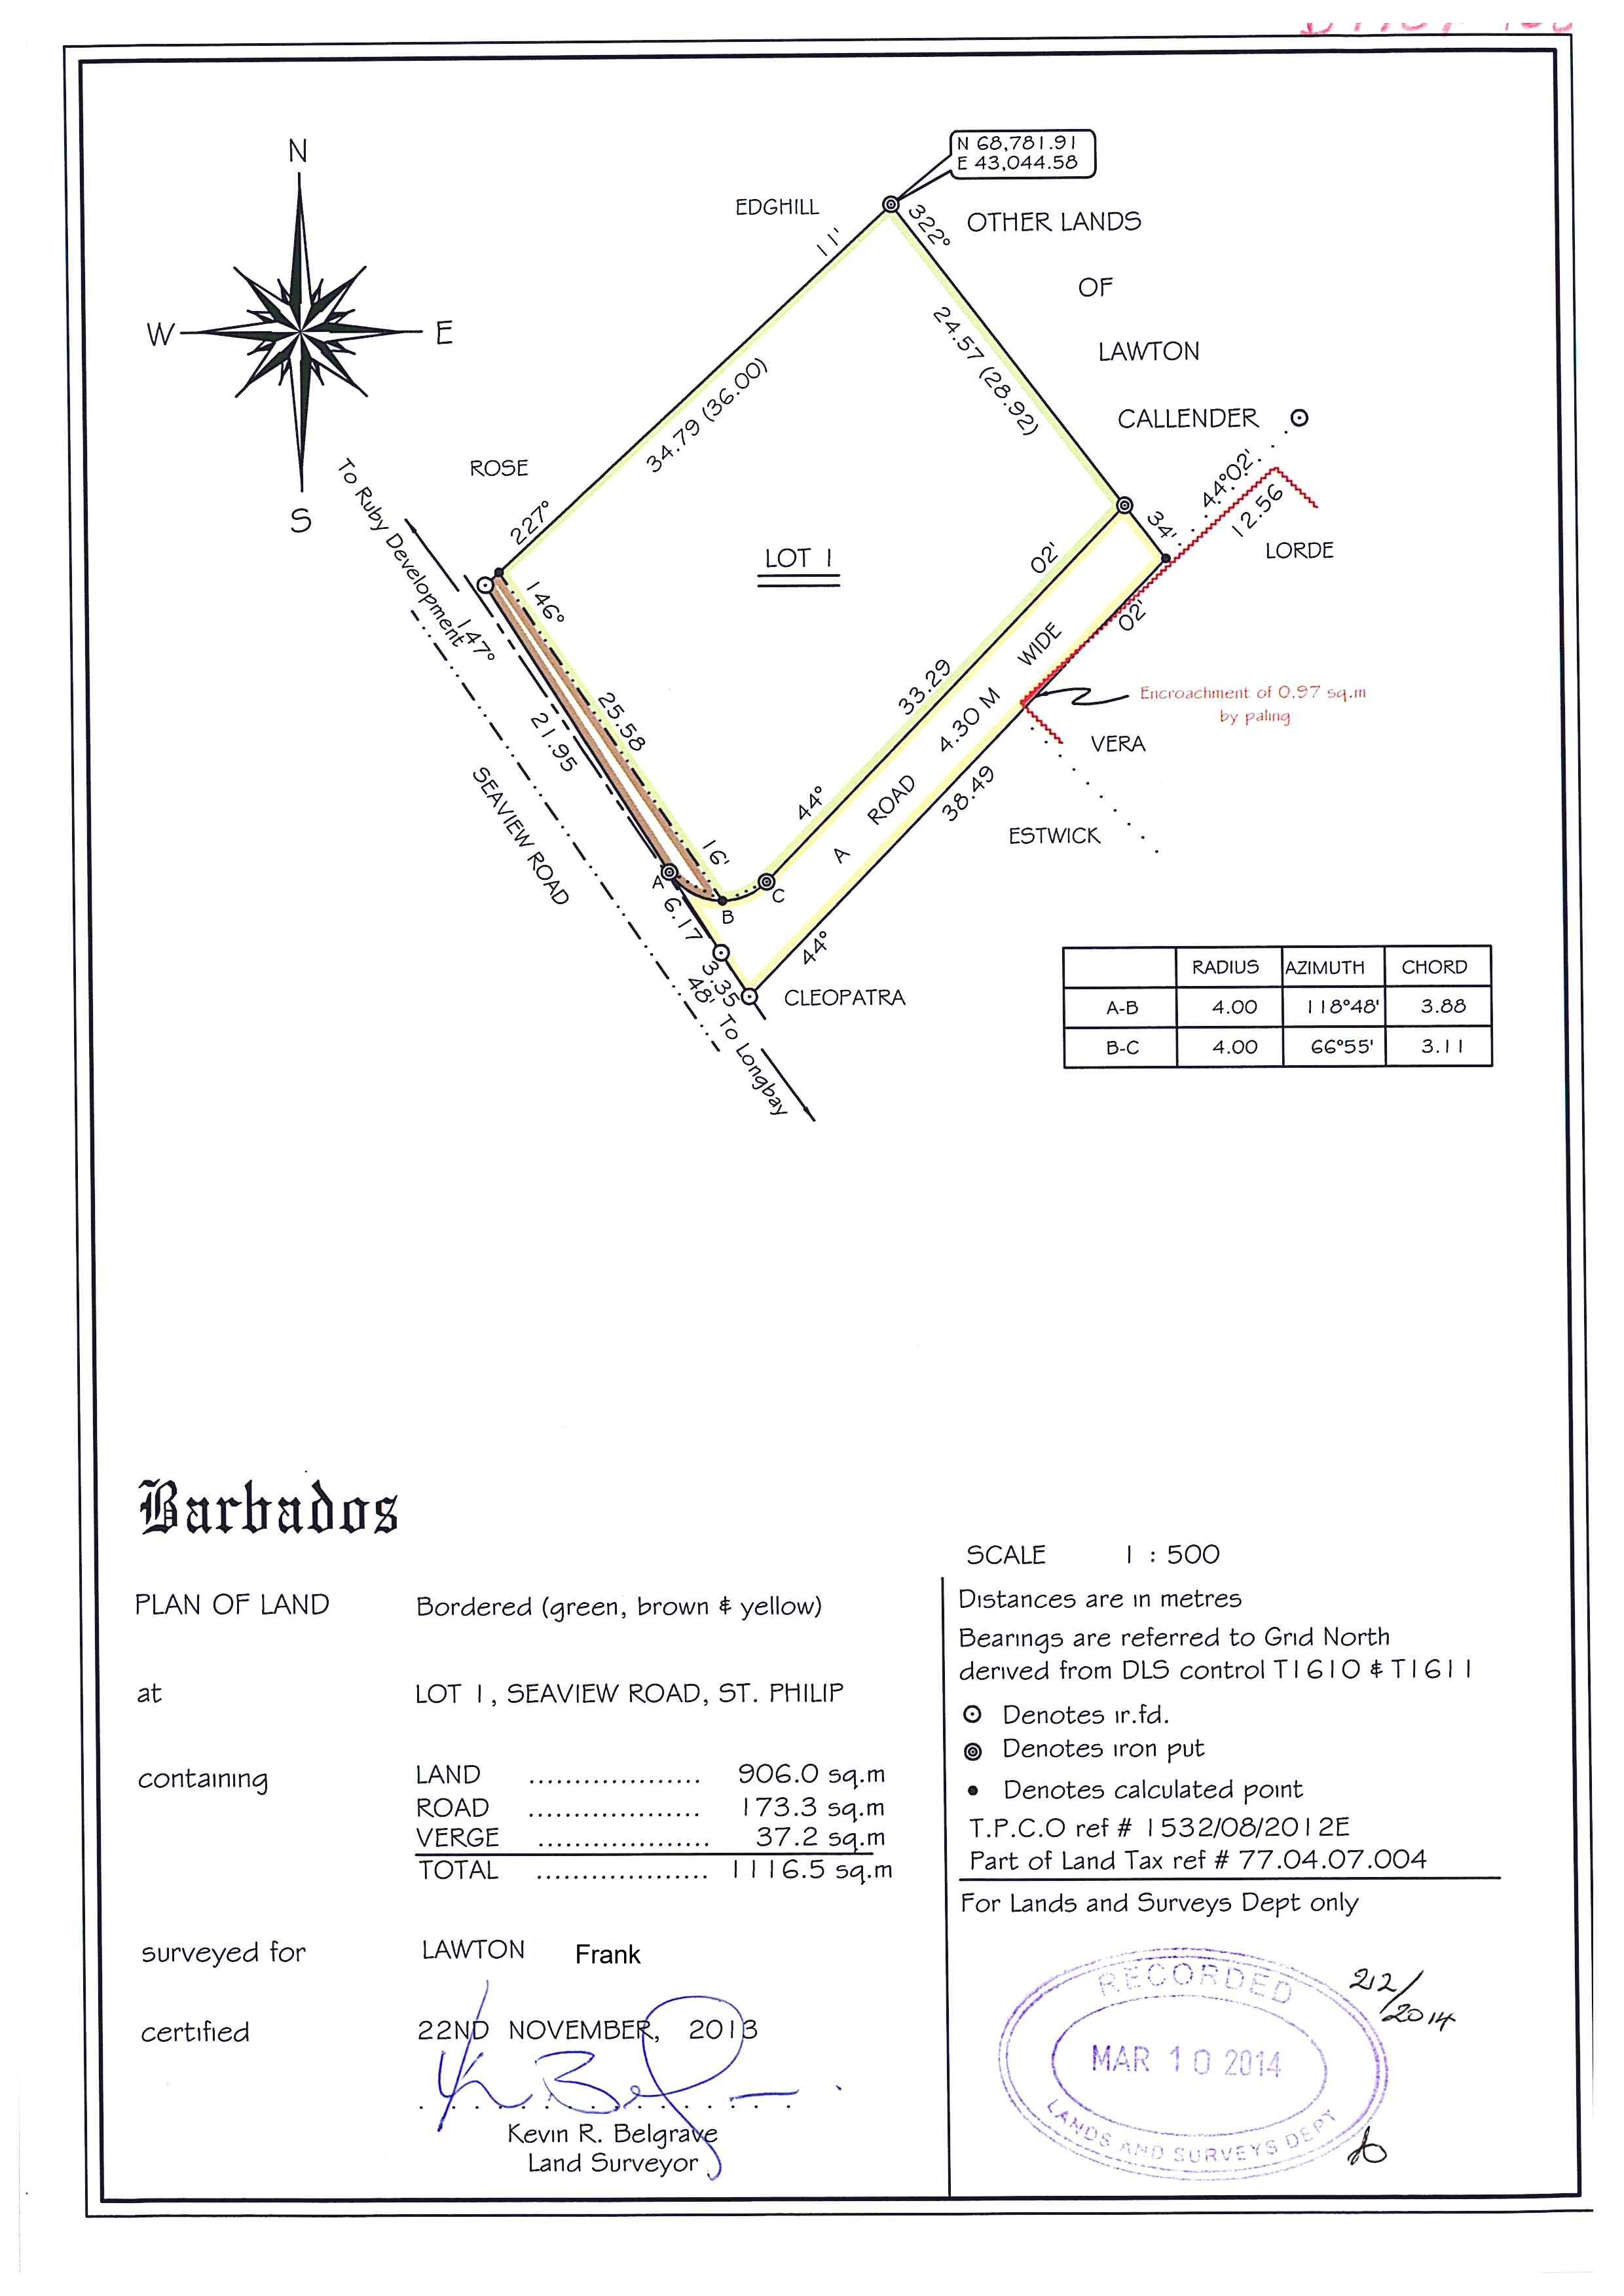 N 68,781.91
E 43,044.58
N
W
E
S
EDGHILL
11'
322°
OTHER LANDS
OF
LAWTON
CALLENDER
24.57 (28.92)
34.79 (36.00)
ROSE
227°
To Ruby Development
147°
146°
LOT 1
02'
34'
44°02'
12.56
LORDE
02'
WIDE
4.30 M
ROAD
A
33.29
25.58
21.95
Encroachment of 0.97 sq.m
by paling
VERA
ESTWICK
38.49
44°
SEAVIEW ROAD
16'
A
B
C
6.17
3.35
48'
44°
CLEOPATRA
To Longbay
RADIUS AZIMUTH CHORD
A-B 4.00 118°48' 3.88
B-C 4.00 66°55' 3.11
Barbados
PLAN OF LAND Bordered (green, brown & yellow)
at LOT 1, SEAVIEW ROAD, ST. PHILIP
containing LAND ................... 906.0 sq.m
ROAD ................... 173.3 sq.m
VERGE ................... 37.2 sq.m
TOTAL ................... 1116.5 sq.m
surveyed for LAWTON Frank
certified 22ND NOVEMBER, 2013
Kevin R. Belgrave
Land Surveyor
SCALE 1 : 500
Distances are in metres
Bearings are referred to Grid North
derived from DLS control T1610 & T1611
Denotes ir.fd.
Denotes iron put
Denotes calculated point
T.P.C.O ref # 1532/08/2012E
Part of Land Tax ref # 77.04.07.004
For Lands and Surveys Dept only
RECORDED
MAR 10 2014
LANDS AND SURVEYS DEPT
212/
2014